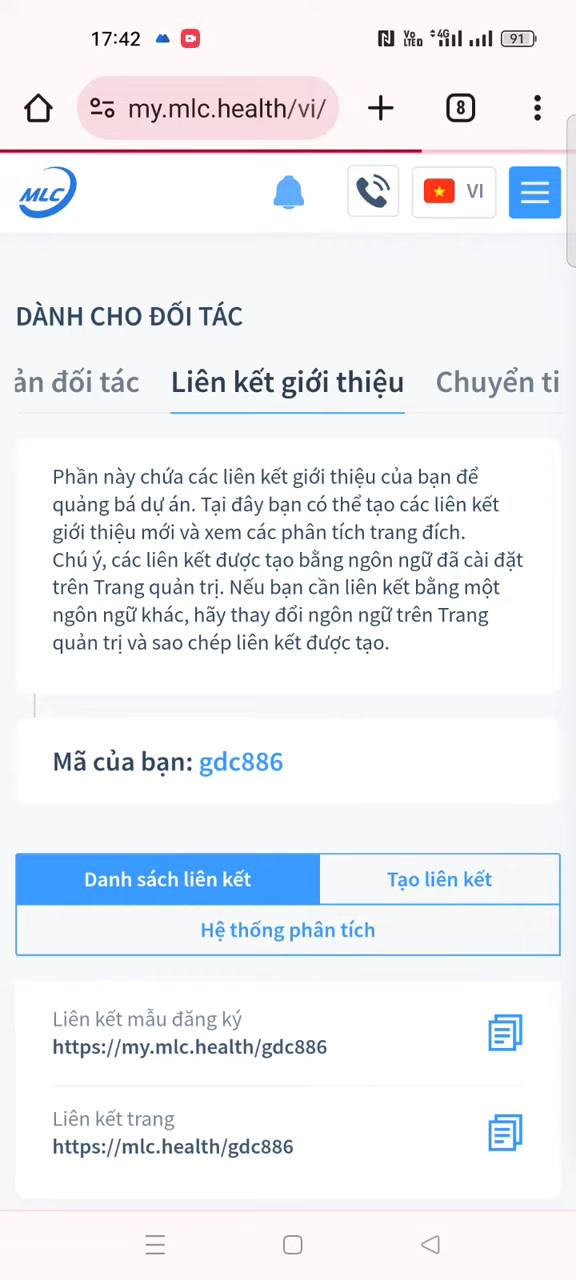 17:42
Vo LTED
4G
91
my.mlc.health/vi/
8
MLC
VI
DÀNH CHO ĐỐI TÁC
ản đối tác
Liên kết giới thiệu
Chuyển ti
Phần này chứa các liên kết giới thiệu của bạn để
quảng bá dự án. Tại đây bạn có thể tạo các liên kết
giới thiệu mới và xem các phân tích trang đích.
Chú ý, các liên kết được tạo bằng ngôn ngữ đã cài đặt
trên Trang quản trị. Nếu bạn cần liên kết bằng một
ngôn ngữ khác, hãy thay đổi ngôn ngữ trên Trang
quản trị và sao chép liên kết được tạo.
Mã của bạn: gdc886
Danh sách liên kết
Tạo liên kết
Hệ thống phân tích
Liên kết mẫu đăng ký
https://my.mlc.health/gdc886
Liên kết trang
https://mlc.health/gdc886